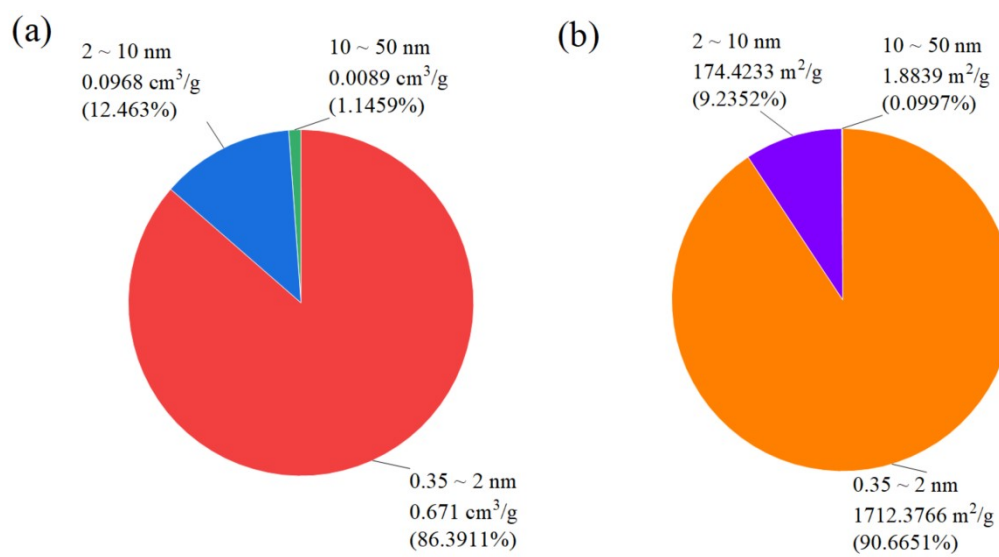 (a)
2 ~ 10 nm
0.0968 cm³/g
(12.463%)
10 ~ 50 nm
0.0089 cm³/g
(1.1459%)
0.35 ~ 2 nm
0.671 cm³/g
(86.3911%)
(b)
2 ~ 10 nm
174.4233 m²/g
(9.2352%)
10 ~ 50 nm
1.8839 m²/g
(0.0997%)
0.35 ~ 2 nm
1712.3766 m²/g
(90.6651%)